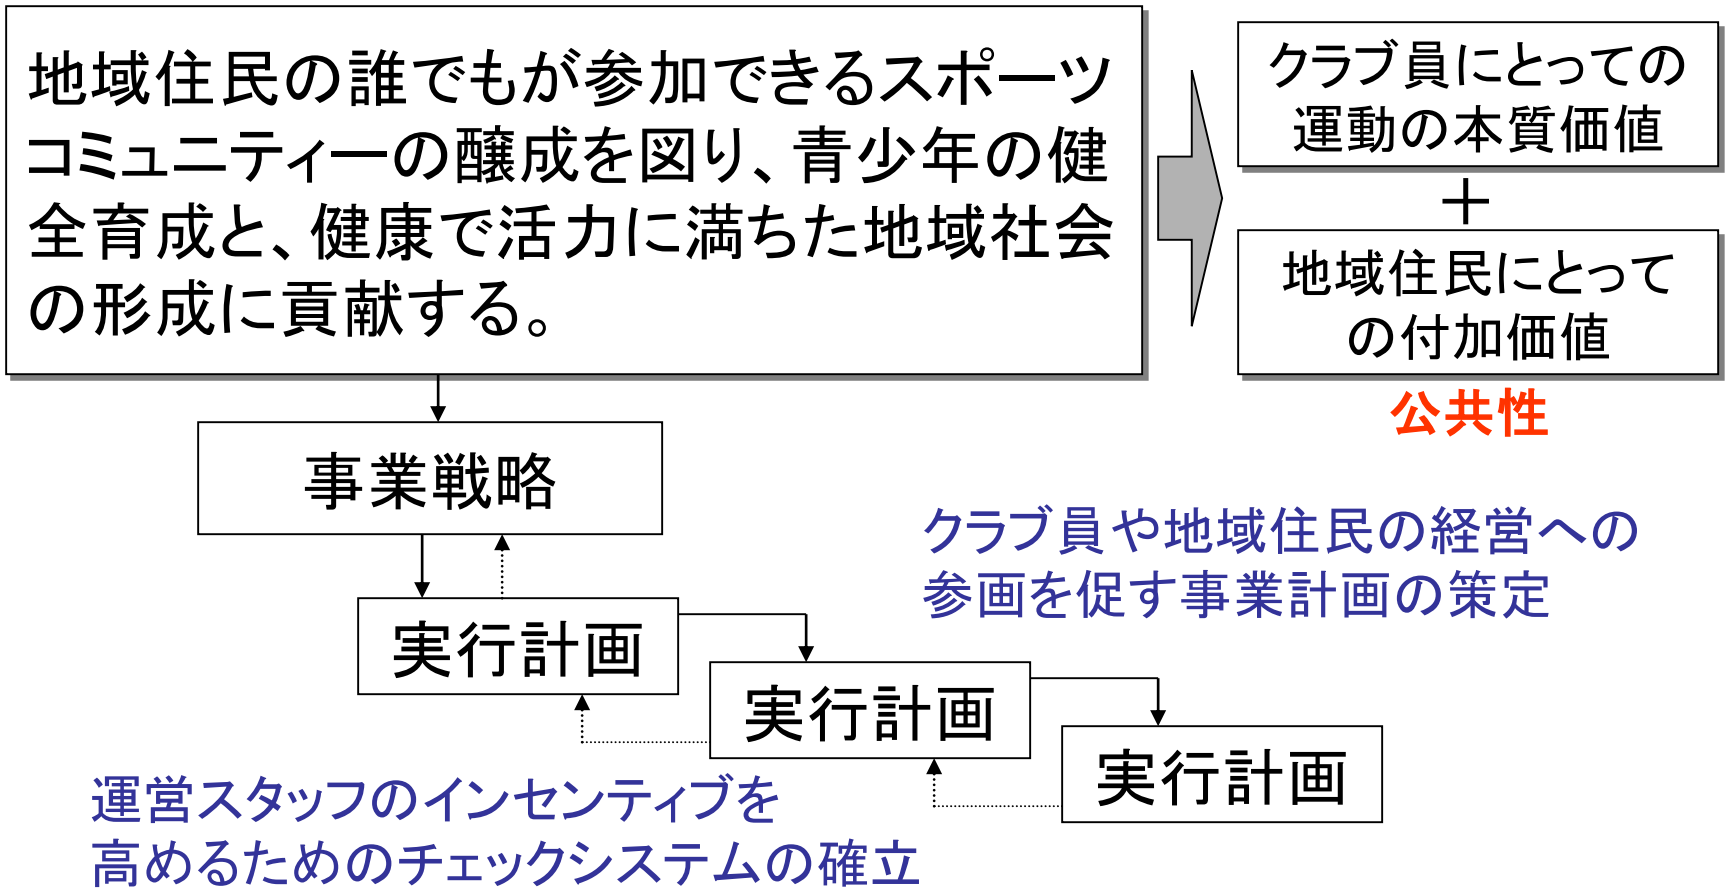 地域住民の誰でもが参加できるスポーツ
コミュニティーの醸成を図り、青少年の健
全育成と、健康で活力に満ちた地域社会
の形成に貢献する。
クラブ員にとっての
運動の本質価値
＋
地域住民にとって
の付加価値
公共性
事業戦略
クラブ員や地域住民の経営への
参画を促す事業計画の策定
実行計画
実行計画
実行計画
運営スタッフのインセンティブを
高めるためのチェックシステムの確立